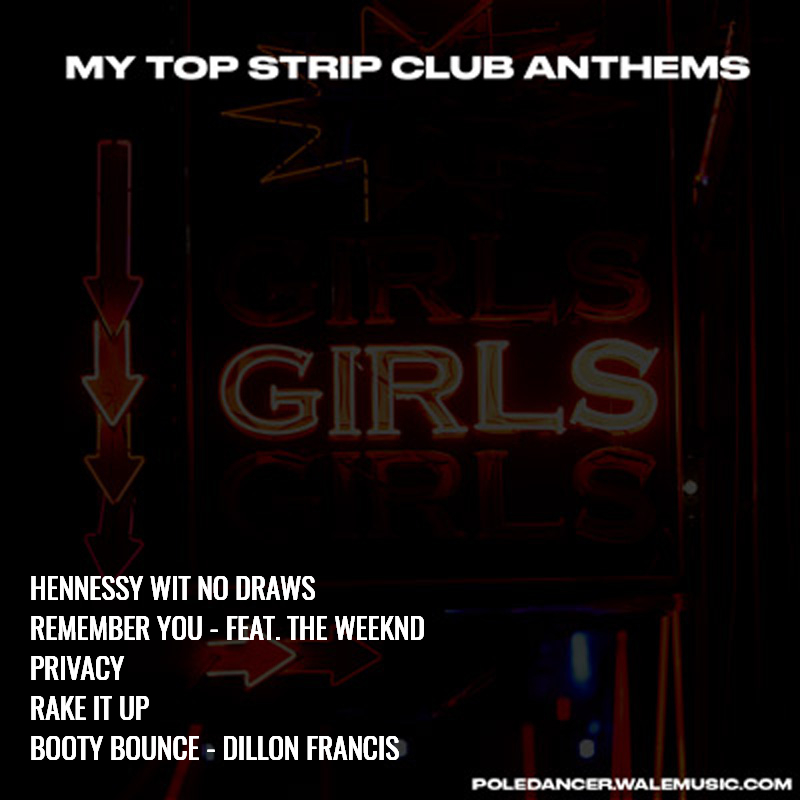 MY TOP STRIP CLUB ANTHEMS
GIRLS
GIRLS
GIRLS
HENNESSY WIT NO DRAWS
REMEMBER YOU - FEAT. THE WEEKND
PRIVACY
RAKE IT UP
BOOTY BOUNCE - DILLON FRANCIS
POLEDANCER.WALEMUSIC.COM